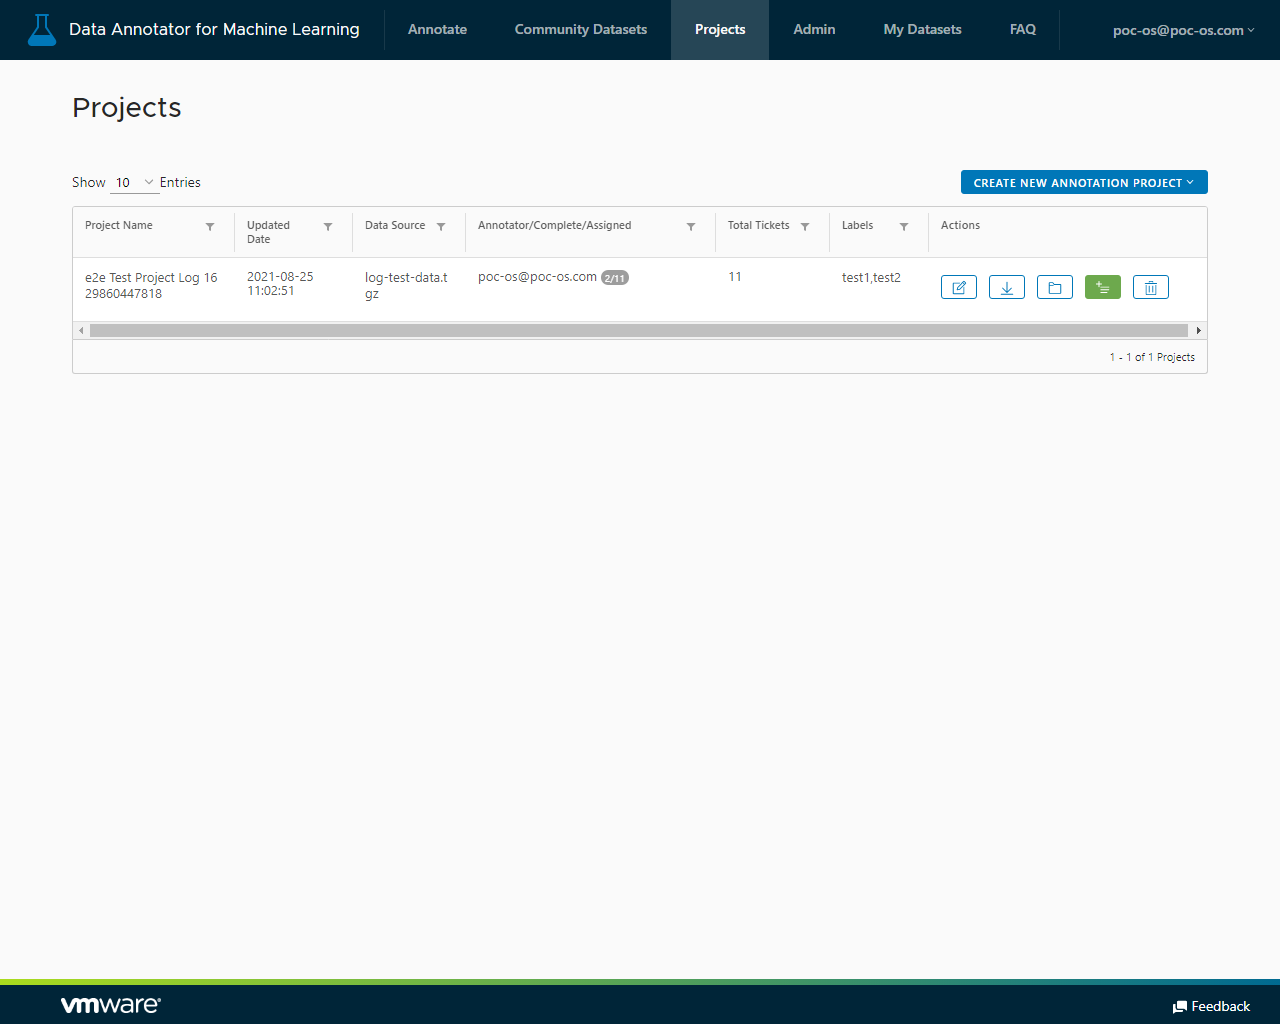 Data Annotator for Machine Learning
Annotate
Community Datasets
Projects
Admin
My Datasets
FAQ
poc-os@poc-os.com
Projects
Show 10 Entries
CREATE NEW ANNOTATION PROJECT
Project Name
Updated
Date
Data Source
Annotator/Complete/Assigned
Total Tickets
Labels
Actions
e2e Test Project Log 16
29860447818
2021-08-25
11:02:51
log-test-data.t
gz
poc-os@poc-os.com 2/11
11
test1,test2
1 - 1 of 1 Projects
vmware®
Feedback